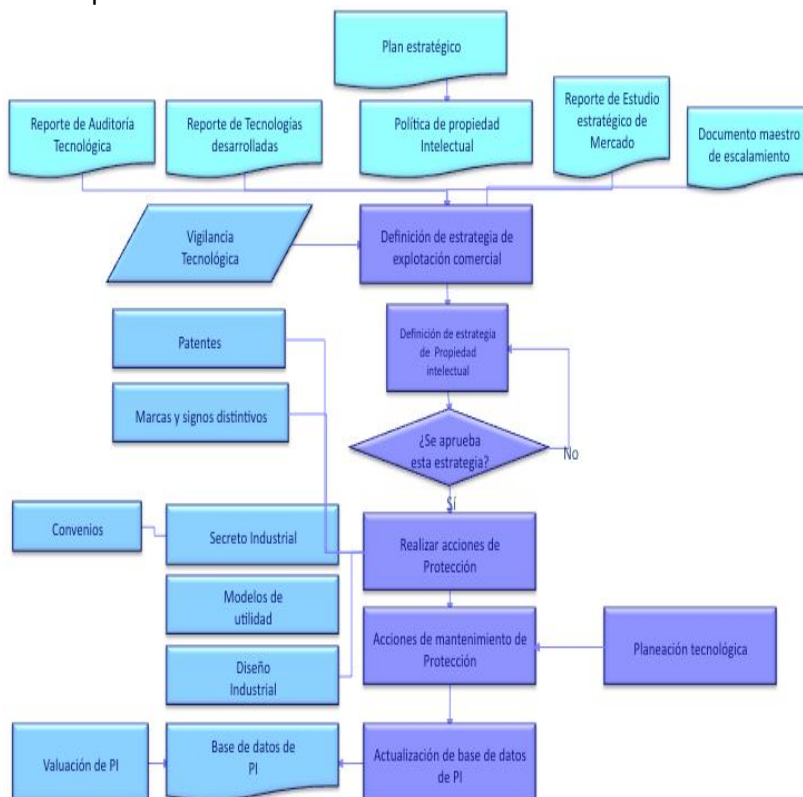 Plan estratégico
Reporte de Auditoría
Tecnológica
Reporte de Tecnologías
desarrolladas
Política de propiedad
Intelectual
Reporte de Estudio
estratégico de
Mercado
Documento maestro
de escalamiento
Vigilancia
Tecnológica
Definición de estrategia de
explotación comercial
Patentes
Definición de estrategia
de Propiedad
intelectual
Marcas y signos distintivos
¿Se aprueba
esta estrategia?
No
Sí
Convenios
Secreto Industrial
Realizar acciones de
Protección
Modelos de
utilidad
Acciones de mantenimiento de
Protección
Planeación tecnológica
Diseño
Industrial
Valuación de PI
Base de datos de
PI
Actualización de base de datos
de PI